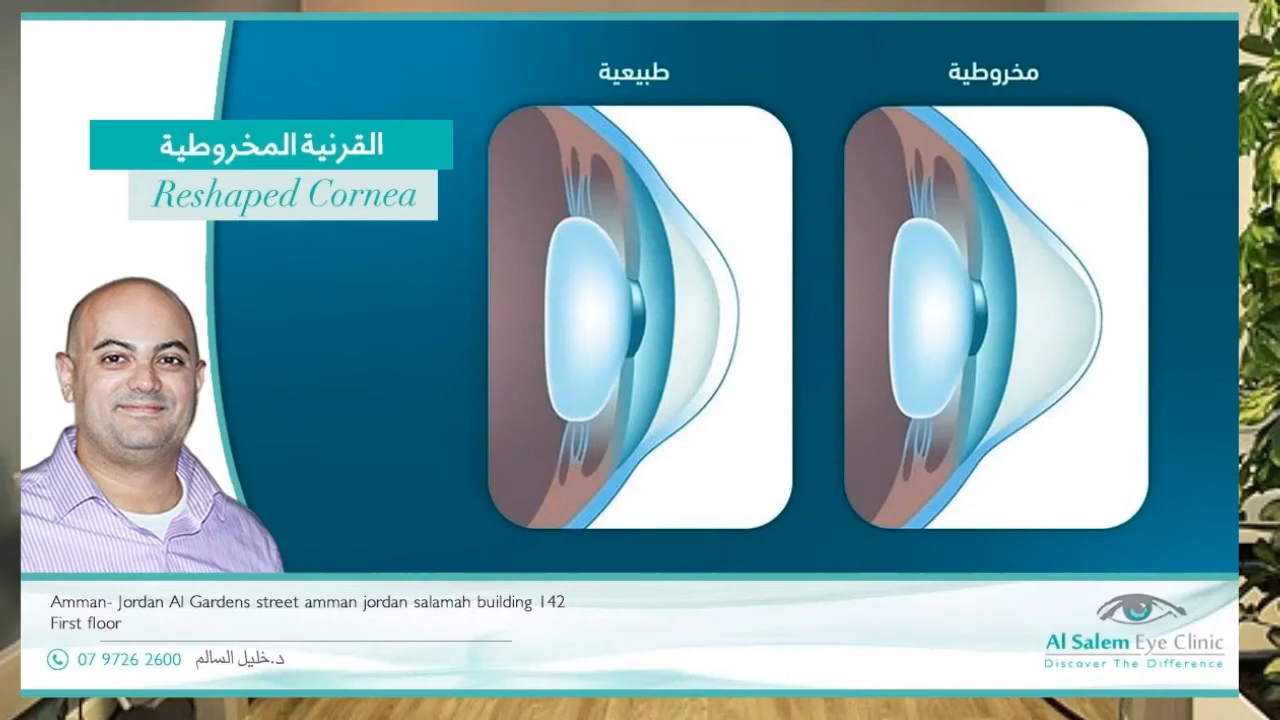 القرنية المخروطية
Reshaped Cornea
طبيعية
مخروطية
Amman- Jordan Al Gardens street amman jordan salamah building 142
First floor
07 9726 2600 د.خليل السالم
Al Salem Eye Clinic
Discover The Difference